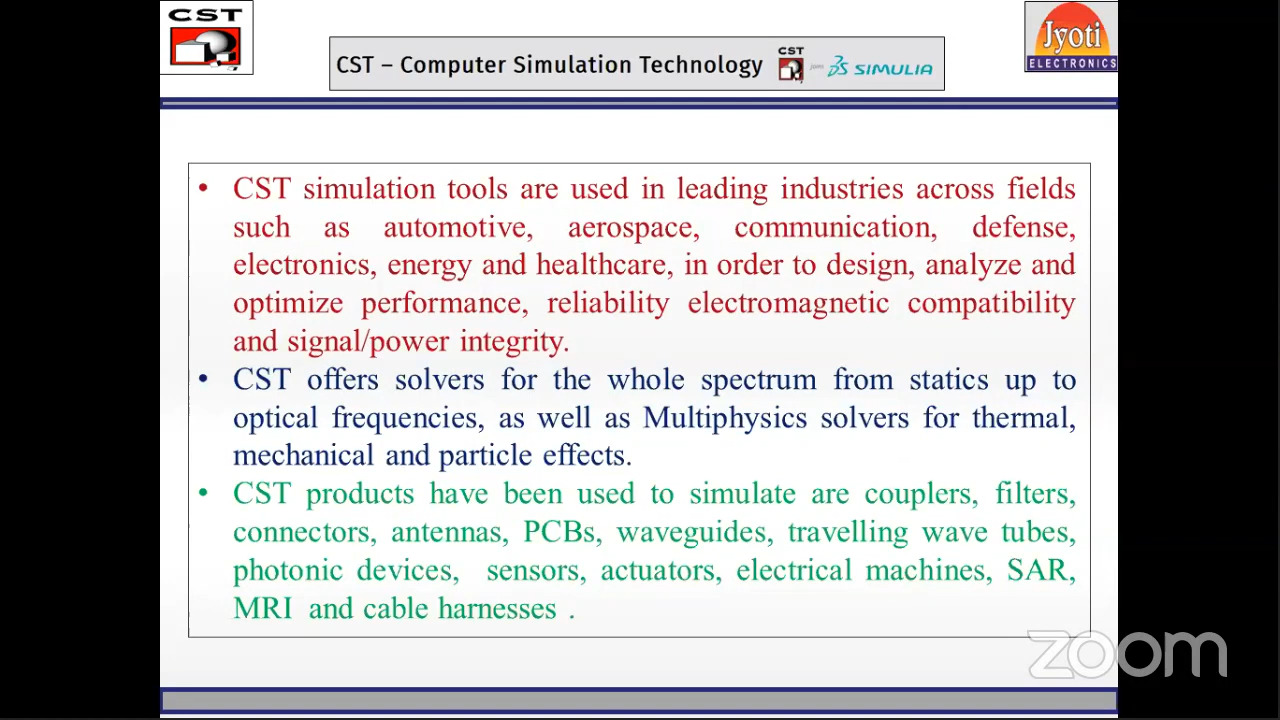 CST
Jyoti
ELECTRONICS
CST – Computer Simulation Technology CST joins SIMULIA
• CST simulation tools are used in leading industries across fields
such as automotive, aerospace, communication, defense,
electronics, energy and healthcare, in order to design, analyze and
optimize performance, reliability electromagnetic compatibility
and signal/power integrity.
• CST offers solvers for the whole spectrum from statics up to
optical frequencies, as well as Multiphysics solvers for thermal,
mechanical and particle effects.
• CST products have been used to simulate are couplers, filters,
connectors, antennas, PCBs, waveguides, travelling wave tubes,
photonic devices, sensors, actuators, electrical machines, SAR,
MRI and cable harnesses .
zoom